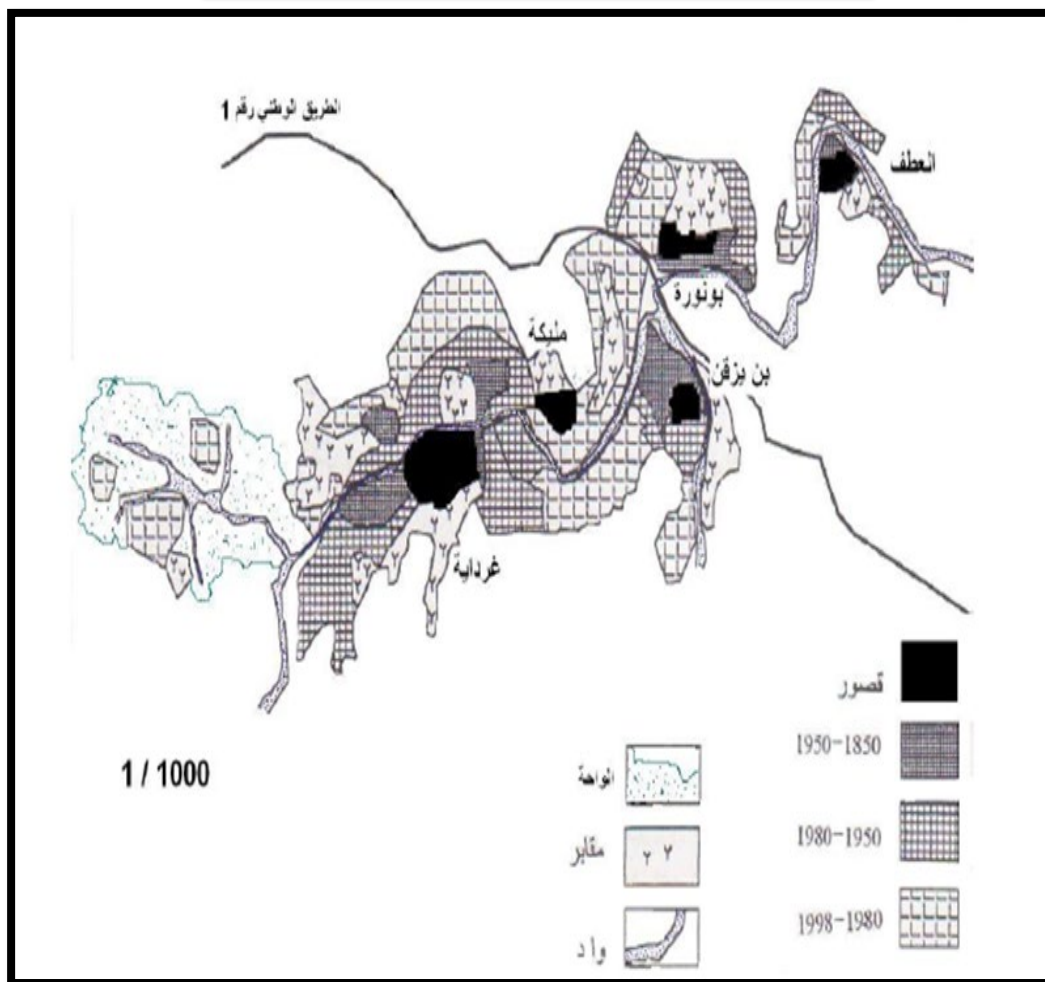 الطريق الوطني رقم 1
العطف
بونورة
مليكة
بن يزقن
غرداية
قصور
1950-1850
1980-1950
1998-1980
الواحة
مقابر
واد
1 / 1000